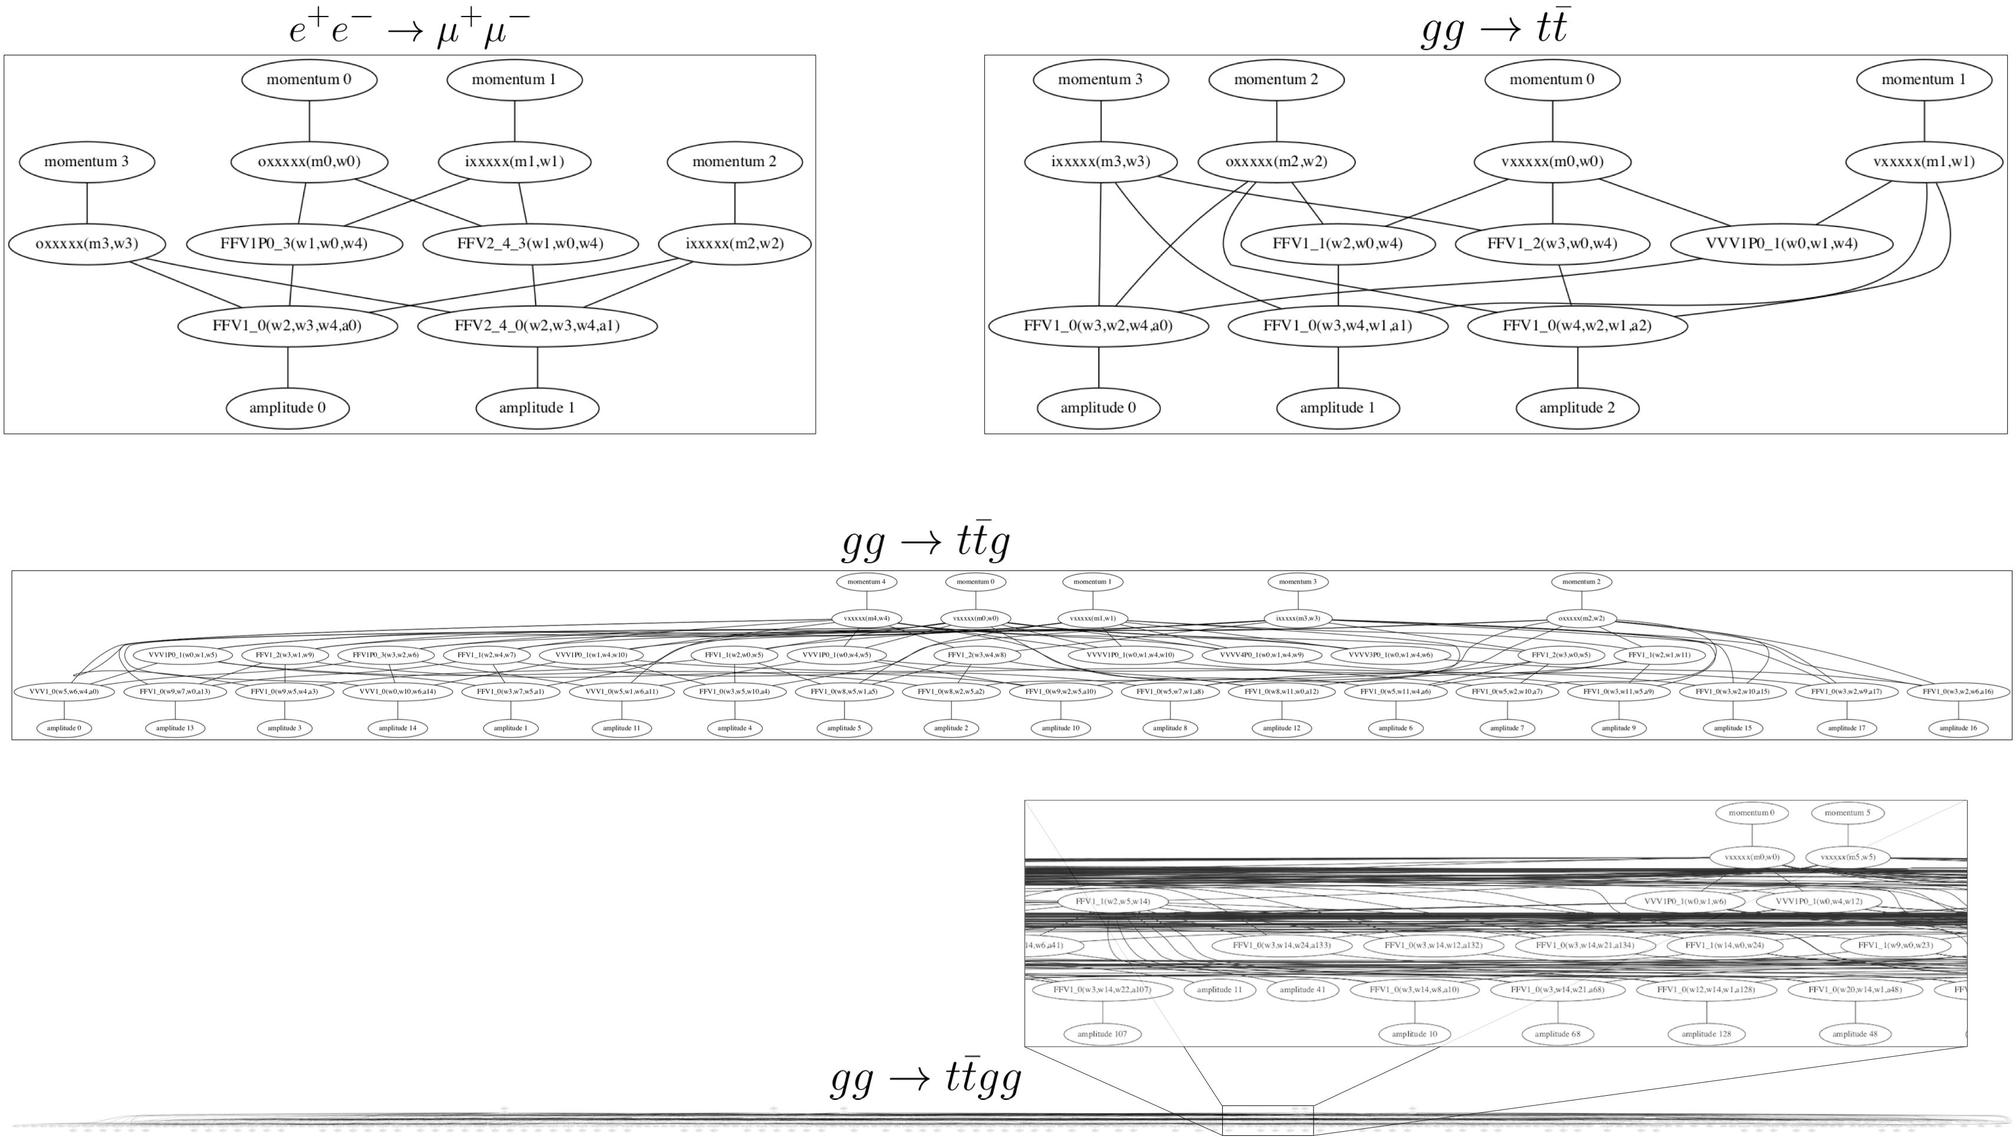 e⁺e⁻ → μ⁺μ⁻
momentum 0
momentum 1
momentum 3
oxxxxx(m0,w0)
ixxxxx(m1,w1)
momentum 2
oxxxxx(m3,w3)
FFV1P0_3(w1,w0,w4)
FFV2_4_3(w1,w0,w4)
ixxxxx(m2,w2)
FFV1_0(w2,w3,w4,a0)
FFV2_4_0(w2,w3,w4,a1)
amplitude 0
amplitude 1
gg → tt̄
momentum 3
momentum 2
momentum 0
momentum 1
ixxxxx(m3,w3)
oxxxxx(m2,w2)
vxxxxx(m0,w0)
vxxxxx(m1,w1)
FFV1_1(w2,w0,w4)
FFV1_2(w3,w0,w4)
VVV1P0_1(w0,w1,w4)
FFV1_0(w3,w2,w4,a0)
FFV1_0(w3,w4,w1,a1)
FFV1_0(w4,w2,w1,a2)
amplitude 0
amplitude 1
amplitude 2
gg → tt̄g
momentum 4
momentum 0
momentum 1
momentum 3
momentum 2
vxxxxx(m4,w4)
vxxxxx(m0,w0)
vxxxxx(m1,w1)
ixxxxx(m3,w3)
oxxxxx(m2,w2)
VVV1P0_1(w0,w1,w5)
FFV1_2(w3,w1,w9)
FFV1P0_3(w3,w2,w6)
FFV1_1(w2,w4,w7)
VVV1P0_1(w1,w4,w10)
FFV1_1(w2,w0,w5)
VVV1P0_1(w0,w4,w5)
FFV1_2(w3,w4,w8)
VVVV1P0_1(w0,w1,w4,w10)
VVVV4P0_1(w0,w1,w4,w9)
VVVV3P0_1(w0,w1,w4,w6)
FFV1_2(w3,w0,w5)
FFV1_1(w2,w1,w11)
VVV1_0(w5,w6,w4,a0)
FFV1_0(w9,w7,w0,a13)
FFV1_0(w9,w5,w4,a3)
VVV1_0(w0,w10,w6,a14)
FFV1_0(w3,w7,w5,a1)
VVV1_0(w5,w1,w6,a11)
FFV1_0(w3,w5,w10,a4)
FFV1_0(w8,w5,w1,a5)
FFV1_0(w8,w2,w5,a2)
FFV1_0(w9,w2,w5,a10)
FFV1_0(w5,w7,w1,a8)
FFV1_0(w8,w11,w0,a12)
FFV1_0(w5,w11,w4,a6)
FFV1_0(w5,w2,w10,a7)
FFV1_0(w3,w11,w5,a9)
FFV1_0(w3,w2,w10,a15)
FFV1_0(w3,w2,w9,a17)
FFV1_0(w3,w2,w6,a16)
amplitude 0
amplitude 13
amplitude 3
amplitude 14
amplitude 1
amplitude 11
amplitude 4
amplitude 5
amplitude 2
amplitude 10
amplitude 8
amplitude 12
amplitude 6
amplitude 7
amplitude 9
amplitude 15
amplitude 17
amplitude 16
momentum 0
momentum 5
vxxxxx(m0,w0)
vxxxxx(m5,w5)
FFV1_1(w2,w5,w14)
VVV1P0_1(w0,w1,w6)
VVV1P0_1(w0,w4,w12)
14,w6,a41)
FFV1_0(w3,w14,w24,a133)
FFV1_0(w3,w14,w12,a132)
FFV1_0(w3,w14,w21,a134)
FFV1_1(w14,w0,w24)
FFV1_1(w9,w0,w23)
FFV1_0(w3,w14,w22,a107)
amplitude 11
amplitude 41
FFV1_0(w3,w14,w8,a10)
FFV1_0(w3,w14,w21,a68)
FFV1_0(w12,w14,w1,a128)
FFV1_0(w20,w14,w1,a48)
amplitude 107
amplitude 10
amplitude 68
amplitude 128
amplitude 48
gg → tt̄gg